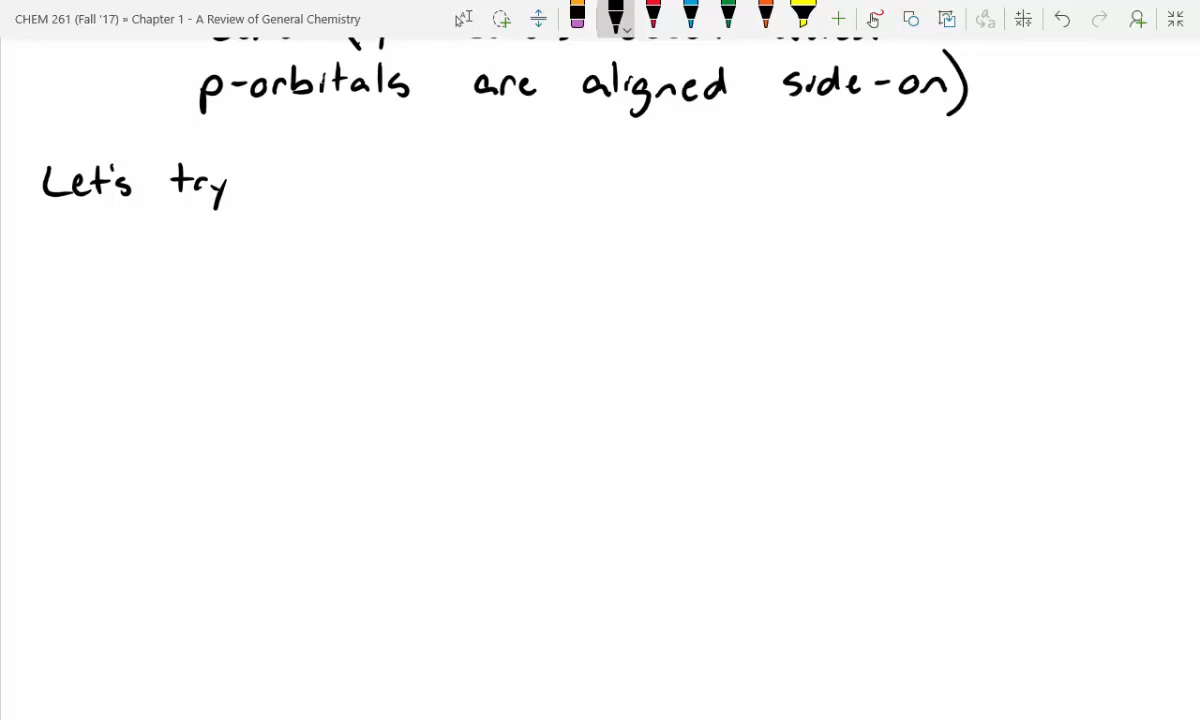 CHEM 261 (Fall '17) » Chapter 1 - A Review of General Chemistry
p-orbitals are aligned side-on)
Let's try